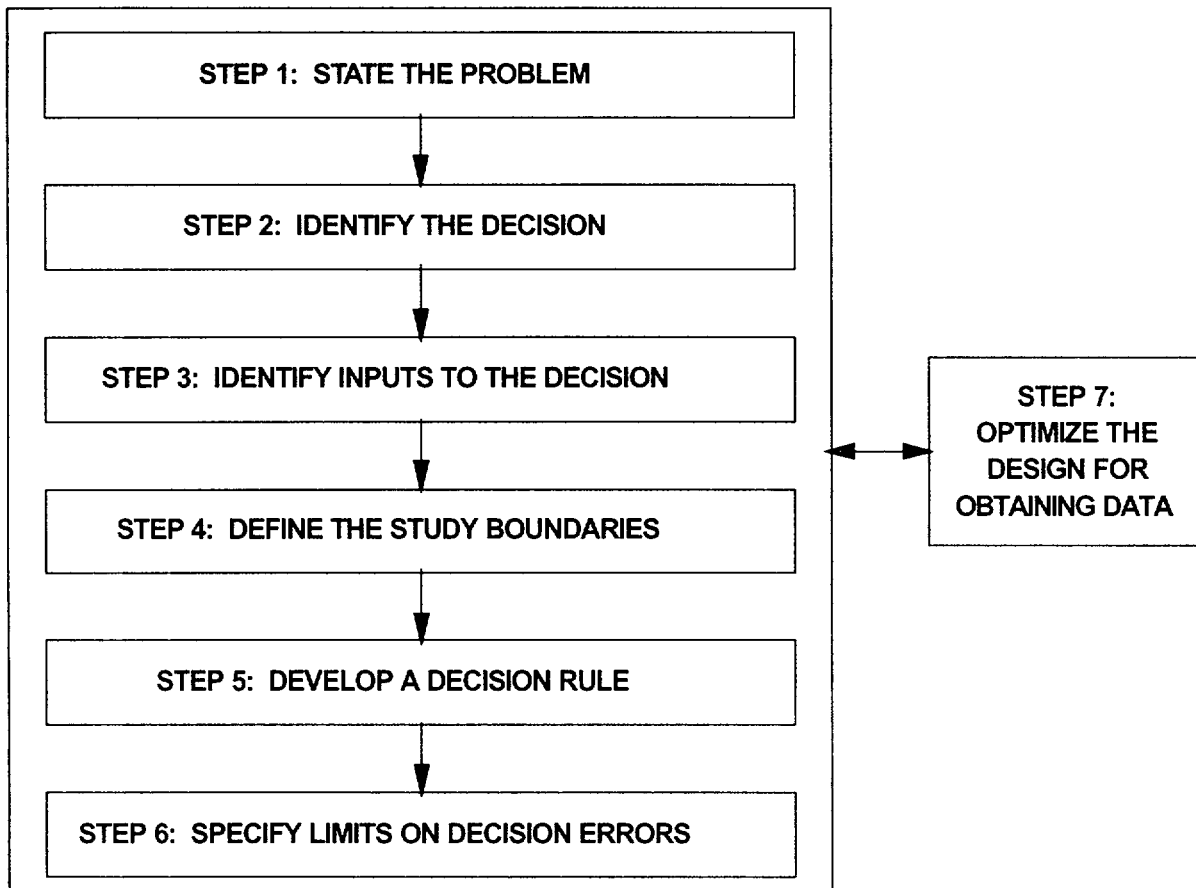 STEP 1: STATE THE PROBLEM
STEP 2: IDENTIFY THE DECISION
STEP 3: IDENTIFY INPUTS TO THE DECISION
STEP 4: DEFINE THE STUDY BOUNDARIES
STEP 5: DEVELOP A DECISION RULE
STEP 6: SPECIFY LIMITS ON DECISION ERRORS
STEP 7:
OPTIMIZE THE
DESIGN FOR
OBTAINING DATA